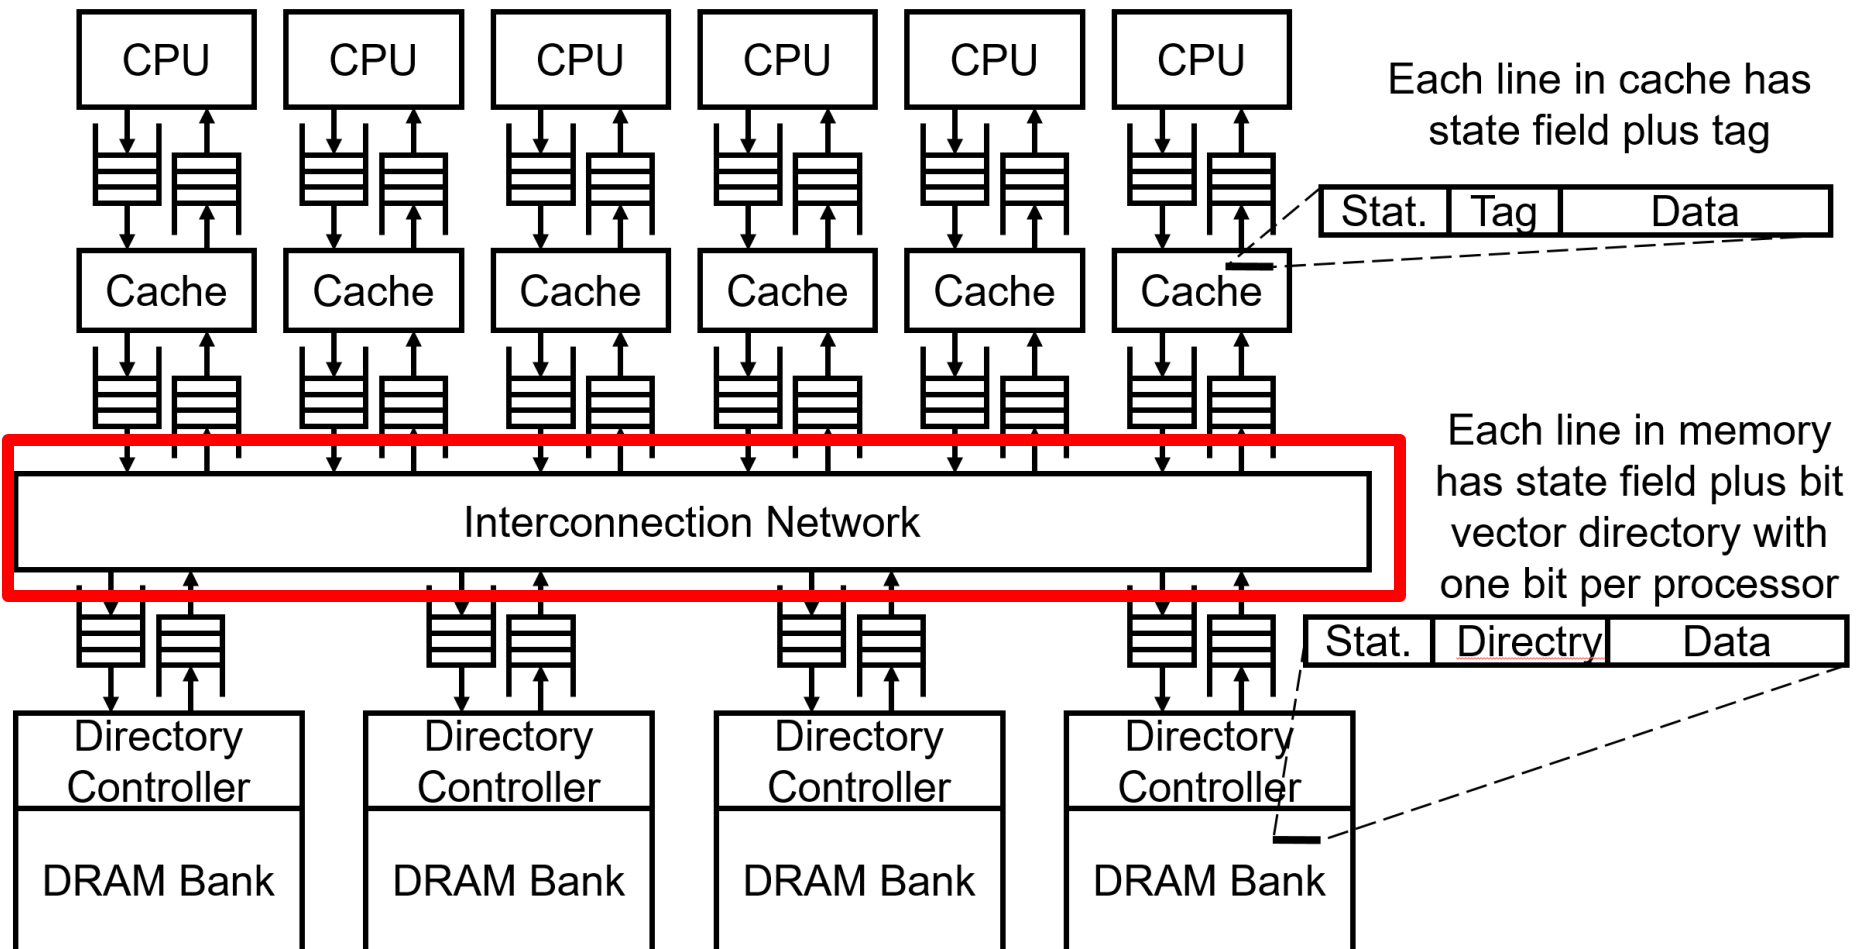 CPU CPU CPU CPU CPU CPU
Each line in cache has
state field plus tag
Stat. Tag Data
Cache Cache Cache Cache Cache Cache
Each line in memory
has state field plus bit
vector directory with
one bit per processor
Interconnection Network
Stat. Directry Data
Directory Directory Directory Directory
Controller Controller Controller Controller
DRAM Bank DRAM Bank DRAM Bank DRAM Bank